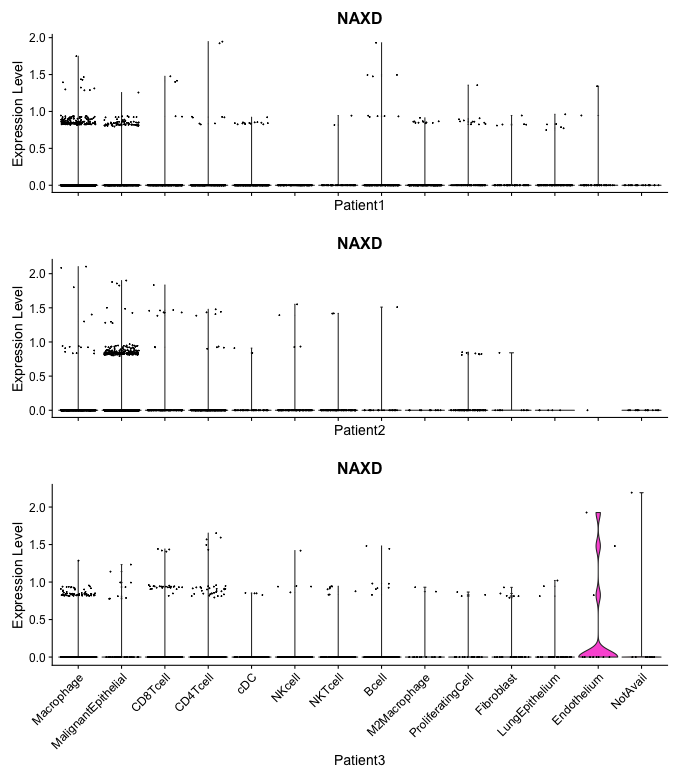 NAXD
Expression Level
2.0
1.5
1.0
0.5
0.0
Patient1
NAXD
Expression Level
2.0
1.5
1.0
0.5
0.0
Patient2
NAXD
Expression Level
2.0
1.5
1.0
0.5
0.0
Macrophage
MalignantEpithelial
CD8Tcell
CD4Tcell
cDC
NKcell
NKTcell
Bcell
M2Macrophage
ProliferatingCell
Fibroblast
LungEpithelium
Endothelium
NotAvail
Patient3